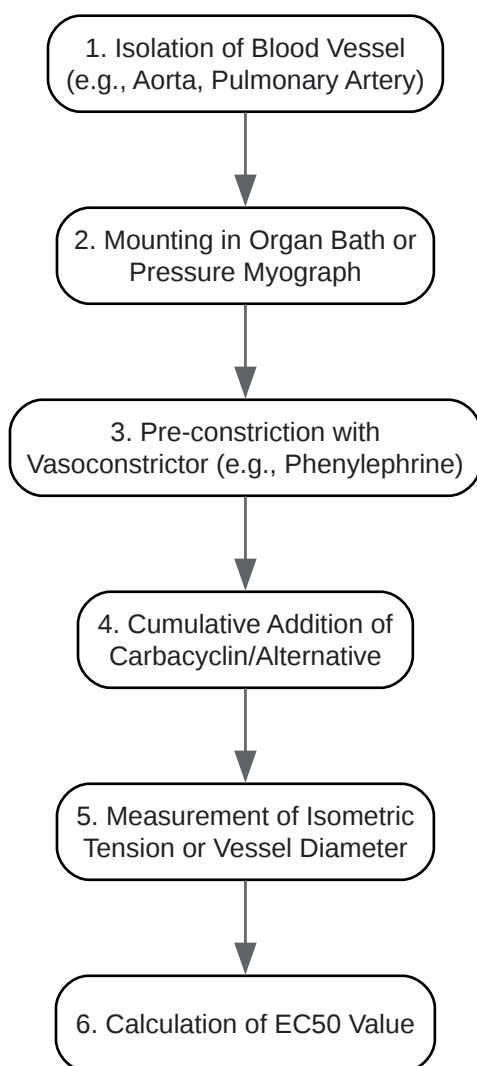 1. Isolation of Blood Vessel
(e.g., Aorta, Pulmonary Artery)
2. Mounting in Organ Bath or
Pressure Myograph
3. Pre-constriction with
Vasoconstrictor (e.g., Phenylephrine)
4. Cumulative Addition of
Carbacyclin/Alternative
5. Measurement of Isometric
Tension or Vessel Diameter
6. Calculation of EC50 Value